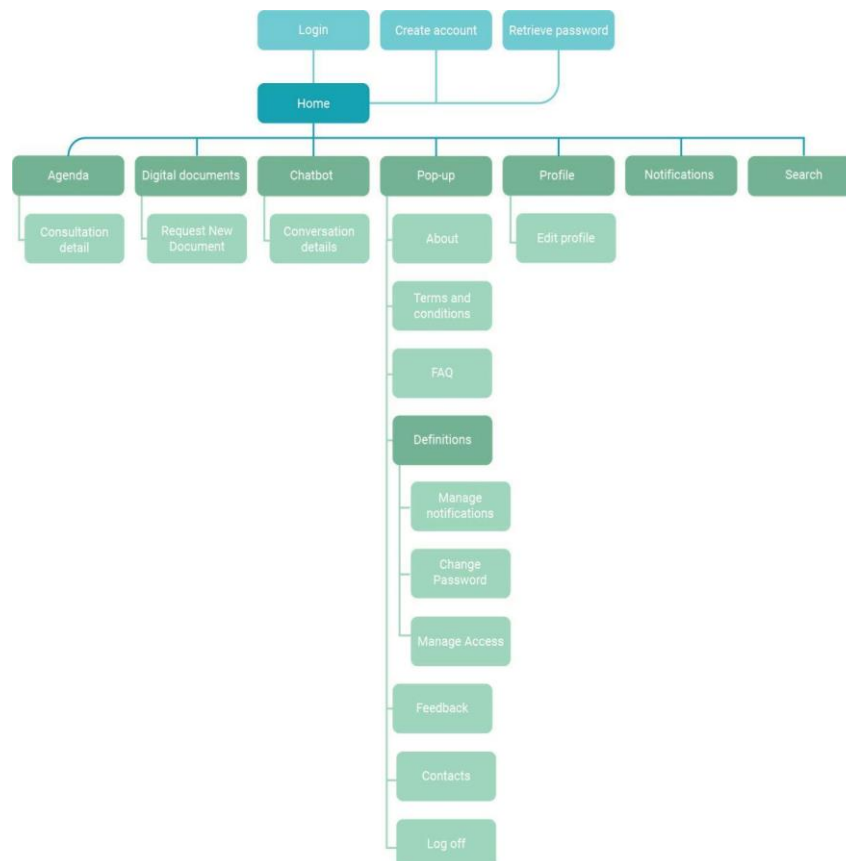 Login
Create account
Retrieve password
Home
Agenda
Digital documents
Chatbot
Pop-up
Profile
Notifications
Search
Consultation
detail
Request New
Document
Conversation
details
About
Edit profile
Terms and
conditions
FAQ
Definitions
Manage
notifications
Change
Password
Manage Access
Feedback
Contacts
Log off